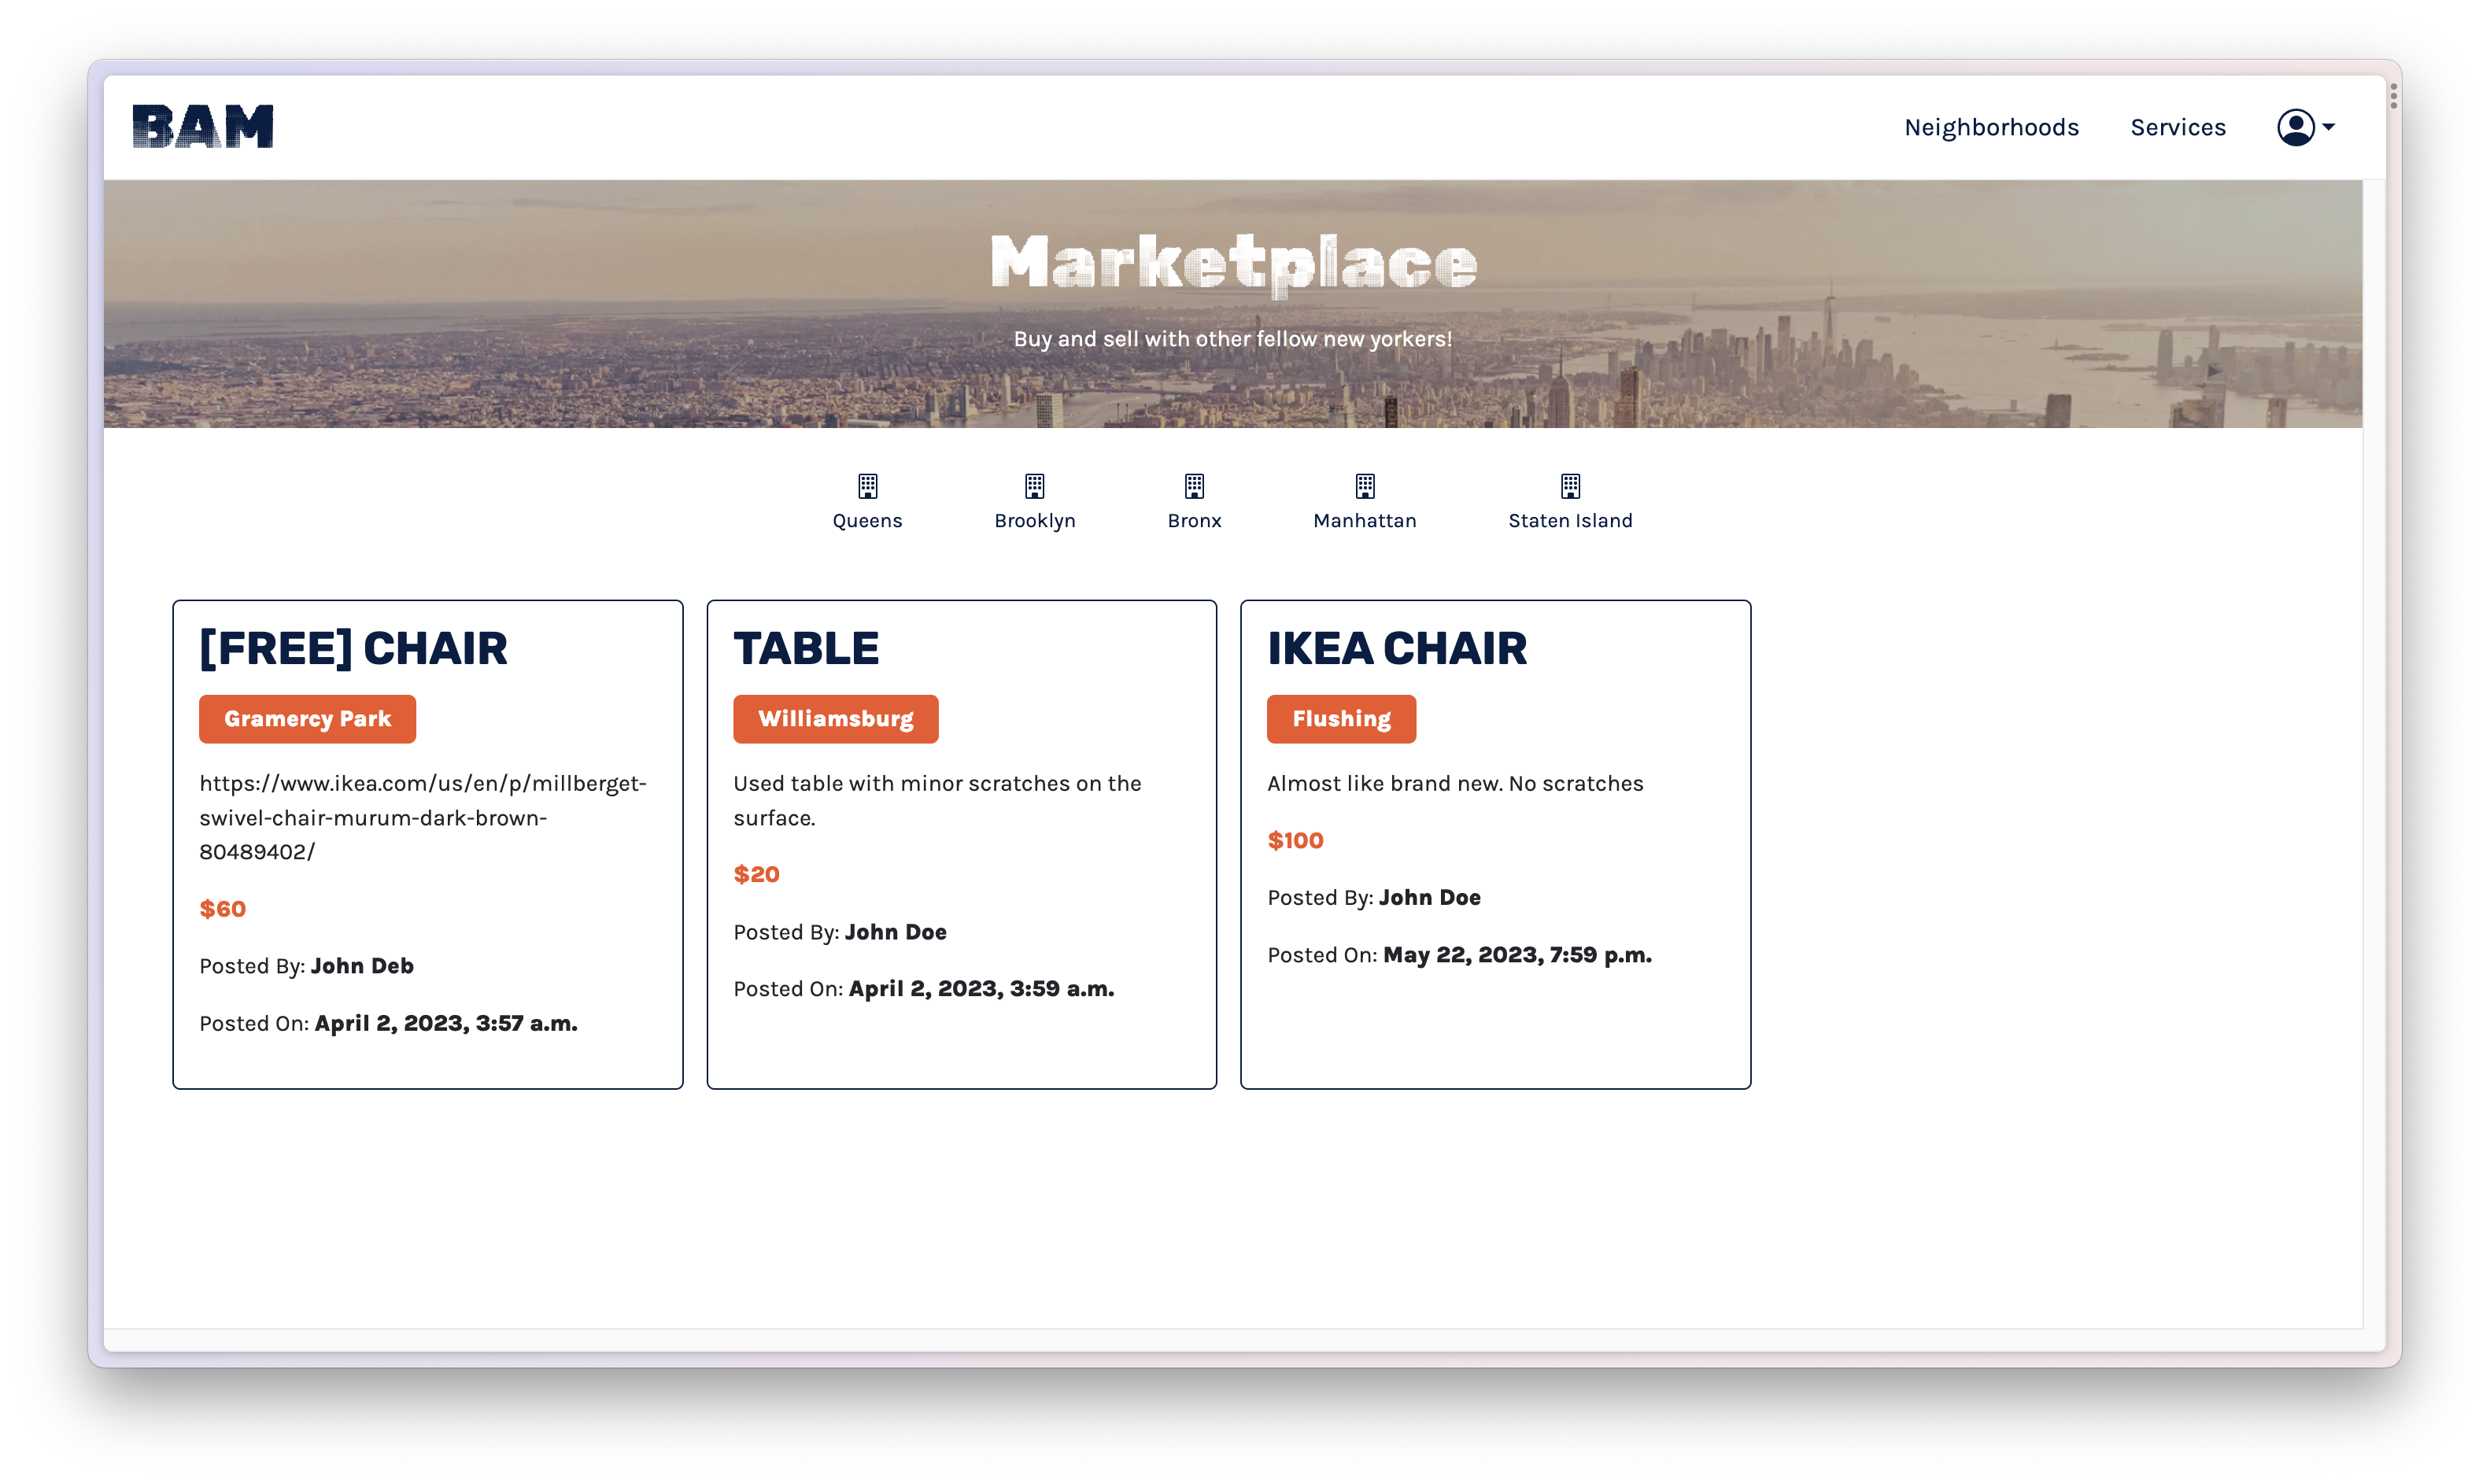 BAM
Neighborhoods
Services
Marketplace
Buy and sell with other fellow new yorkers!
Queens
Brooklyn
Bronx
Manhattan
Staten Island
[FREE] CHAIR
Gramercy Park
https://www.ikea.com/us/en/p/millberget-
swivel-chair-murum-dark-brown-
80489402/
$60
Posted By: John Deb
Posted On: April 2, 2023, 3:57 a.m.
TABLE
Williamsburg
Used table with minor scratches on the
surface.
$20
Posted By: John Doe
Posted On: April 2, 2023, 3:59 a.m.
IKEA CHAIR
Flushing
Almost like brand new. No scratches
$100
Posted By: John Doe
Posted On: May 22, 2023, 7:59 p.m.